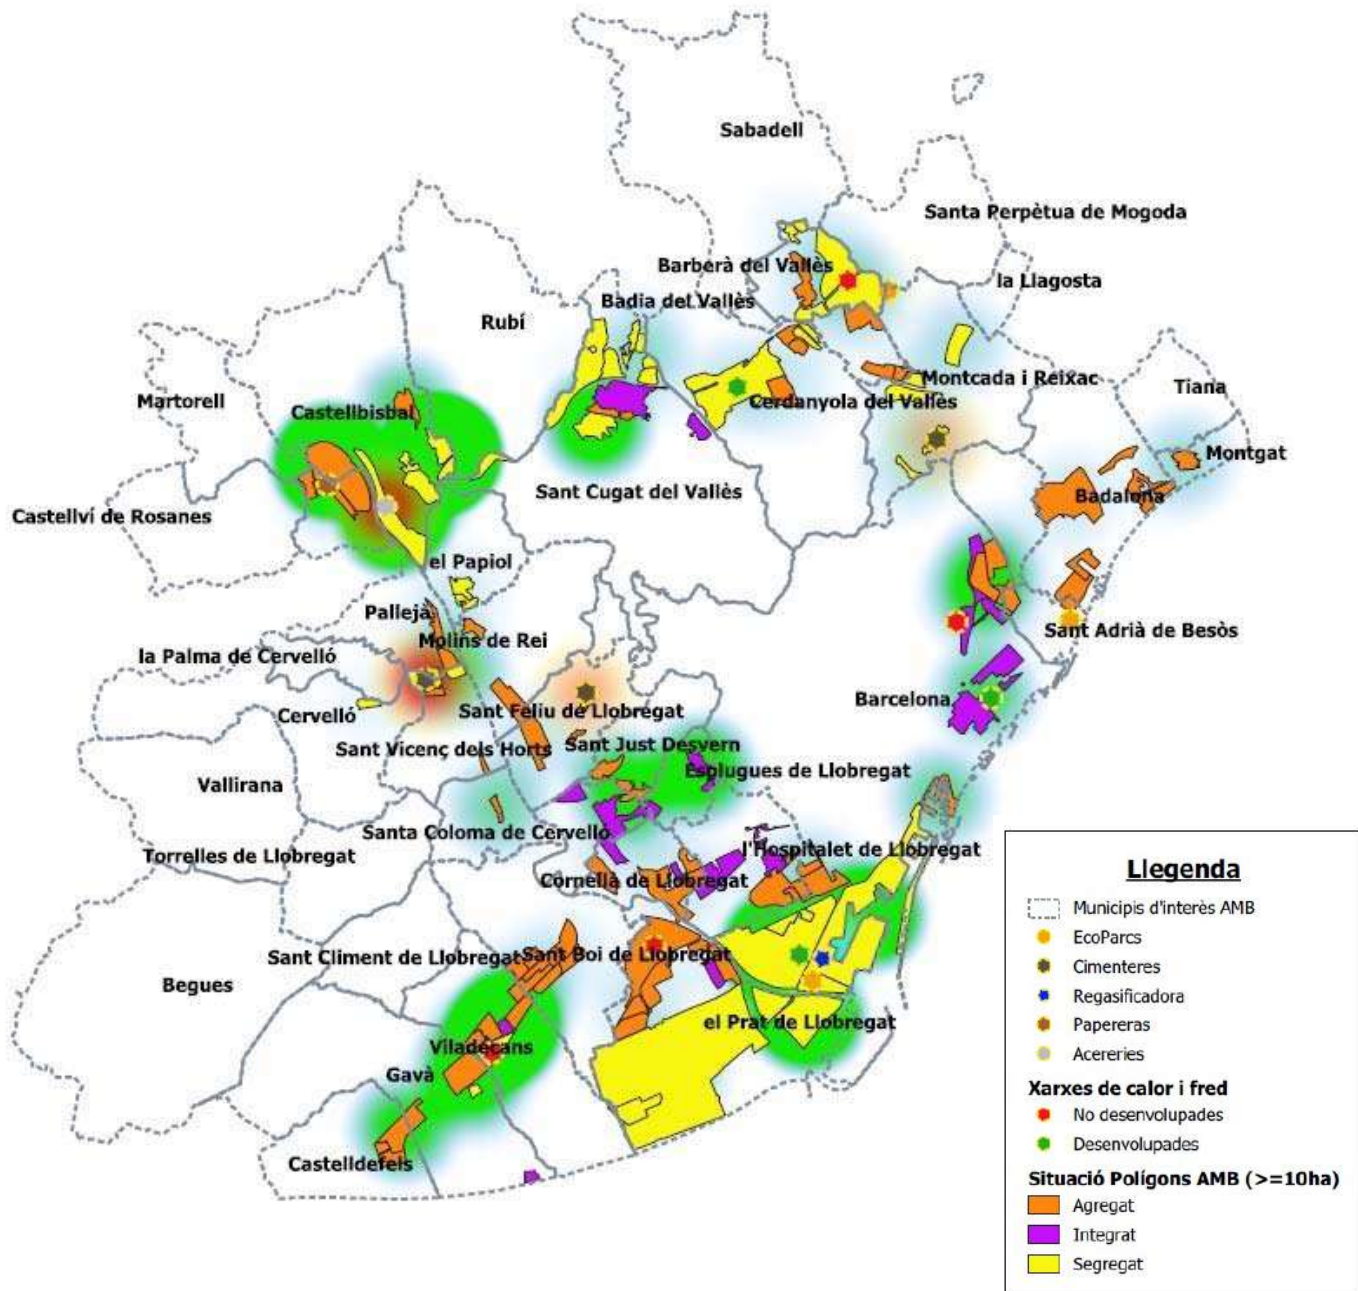 Sabadell
Santa Perpètua de Mogoda
Barberà del Vallès
la Llagosta
Badia del Vallès
Rubí
Montcada i Reixac
Tiana
Martorell
Castellbisbal
Cerdanyola del Vallès
Montgat
Sant Cugat del Vallès
Badalona
Castellví de Rosanes
el Papiol
Pallejà
Molins de Rei
Sant Adrià de Besòs
la Palma de Cervelló
Barcelona
Cervelló
Sant Feliu de Llobregat
Sant Vicenç dels Horts
Sant Just Desvern
Esplugues de Llobregat
Vallirana
Santa Coloma de Cervelló
l'Hospitalet de Llobregat
Torrelles de Llobregat
Cornellà de Llobregat
Sant Climent de Llobregat
Sant Boi de Llobregat
Begues
el Prat de Llobregat
Viladecans
Gavà
Castelldefels
Llegenda
Municipis d'interès AMB
EcoParcs
Cimenteres
Regasificadora
Papereras
Acereries
Xarxes de calor i fred
No desenvolupades
Desenvolupades
Situació Polígons AMB (>=10ha)
Agregat
Integrat
Segregat